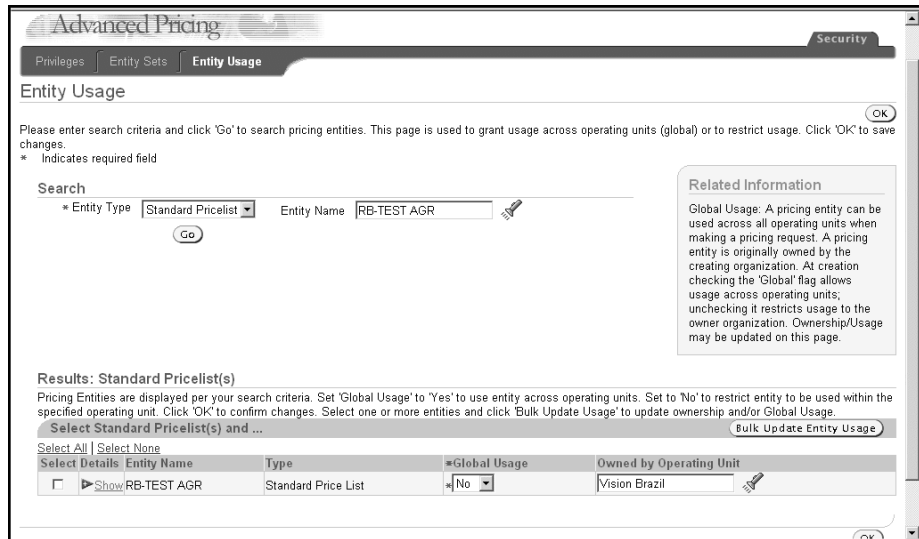 Advanced Pricing
Security
Privileges Entity Sets Entity Usage
Entity Usage
OK
Please enter search criteria and click 'Go' to search pricing entities. This page is used to grant usage across operating units (global) or to restrict usage. Click 'OK' to save
changes.
* Indicates required field
Search
* Entity Type Standard Pricelist Entity Name RB-TEST AGR
Go
Related Information
Global Usage: A pricing entity can be
used across all operating units when
making a pricing request. A pricing
entity is originally owned by the
creating organization. At creation
checking the 'Global' flag allows
usage across operating units;
unchecking it restricts usage to the
owner organization. Ownership/Usage
may be updated on this page.
Results: Standard Pricelist(s)
Pricing Entities are displayed per your search criteria. Set 'Global Usage' to 'Yes' to use entity across operating units. Set to 'No' to restrict entity to be used within the
specified operating unit. Click 'OK' to confirm changes. Select one or more entities and click 'Bulk Update Usage' to update ownership and/or Global Usage.
Select Standard Pricelist(s) and ... Bulk Update Entity Usage
Select All | Select None
Select Details Entity Name Type *Global Usage Owned by Operating Unit
Show RB-TEST AGR Standard Price List * No Vision Brazil
OK